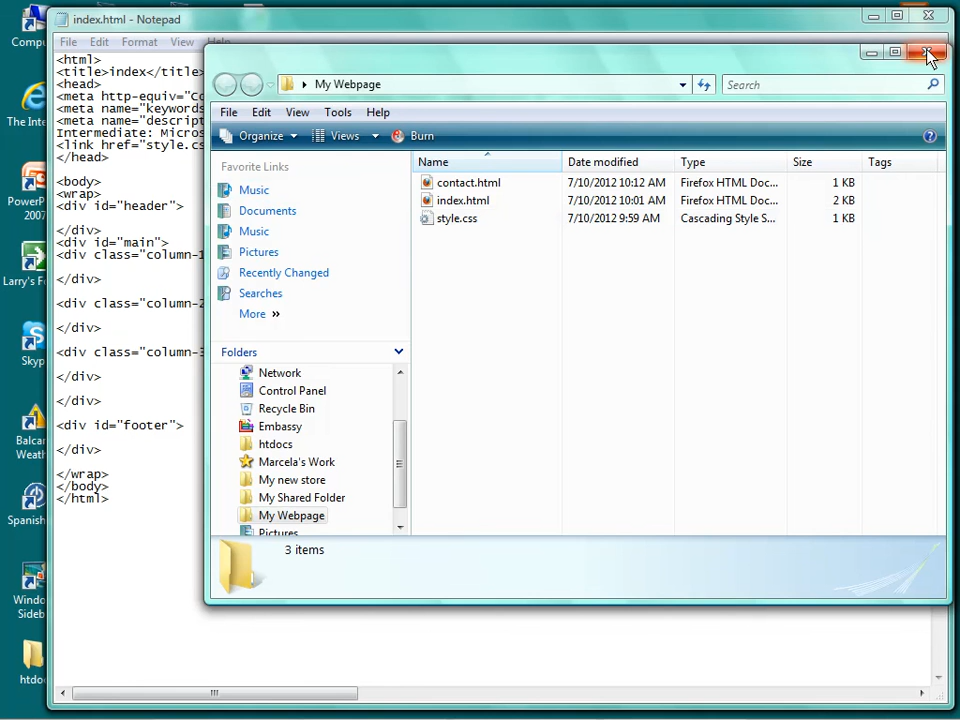 index.html - Notepad
File Edit Format View Help
<html>
<title>index</title>
<head>
<meta http-equiv="Co
<meta name="keywords
<meta name="descript
Intermediate: Micros
<link href="style.cs
</head>
<body>
<wrap>
<div id="header">
</div>
<div id="main">
<div class="column-1
</div>
<div class="column-2
</div>
<div class="column-3
</div>
</div>
<div id="footer">
</div>
</wrap>
</body>
</html>
My Webpage
Search
File Edit View Tools Help
Organize Views Burn
Favorite Links
Music
Documents
Music
Pictures
Recently Changed
Searches
More »
Folders
Network
Control Panel
Recycle Bin
Embassy
htdocs
Marcela's Work
My new store
My Shared Folder
My Webpage
Pictures
Name Date modified Type Size Tags
contact.html 7/10/2012 10:12 AM Firefox HTML Doc... 1 KB
index.html 7/10/2012 10:01 AM Firefox HTML Doc... 2 KB
style.css 7/10/2012 9:59 AM Cascading Style S... 1 KB
3 items
Compu
The Inte
PowerP
2007
Larry's F
Skyp
Balcar
Weath
Spanish
Window
Sideb
htdo